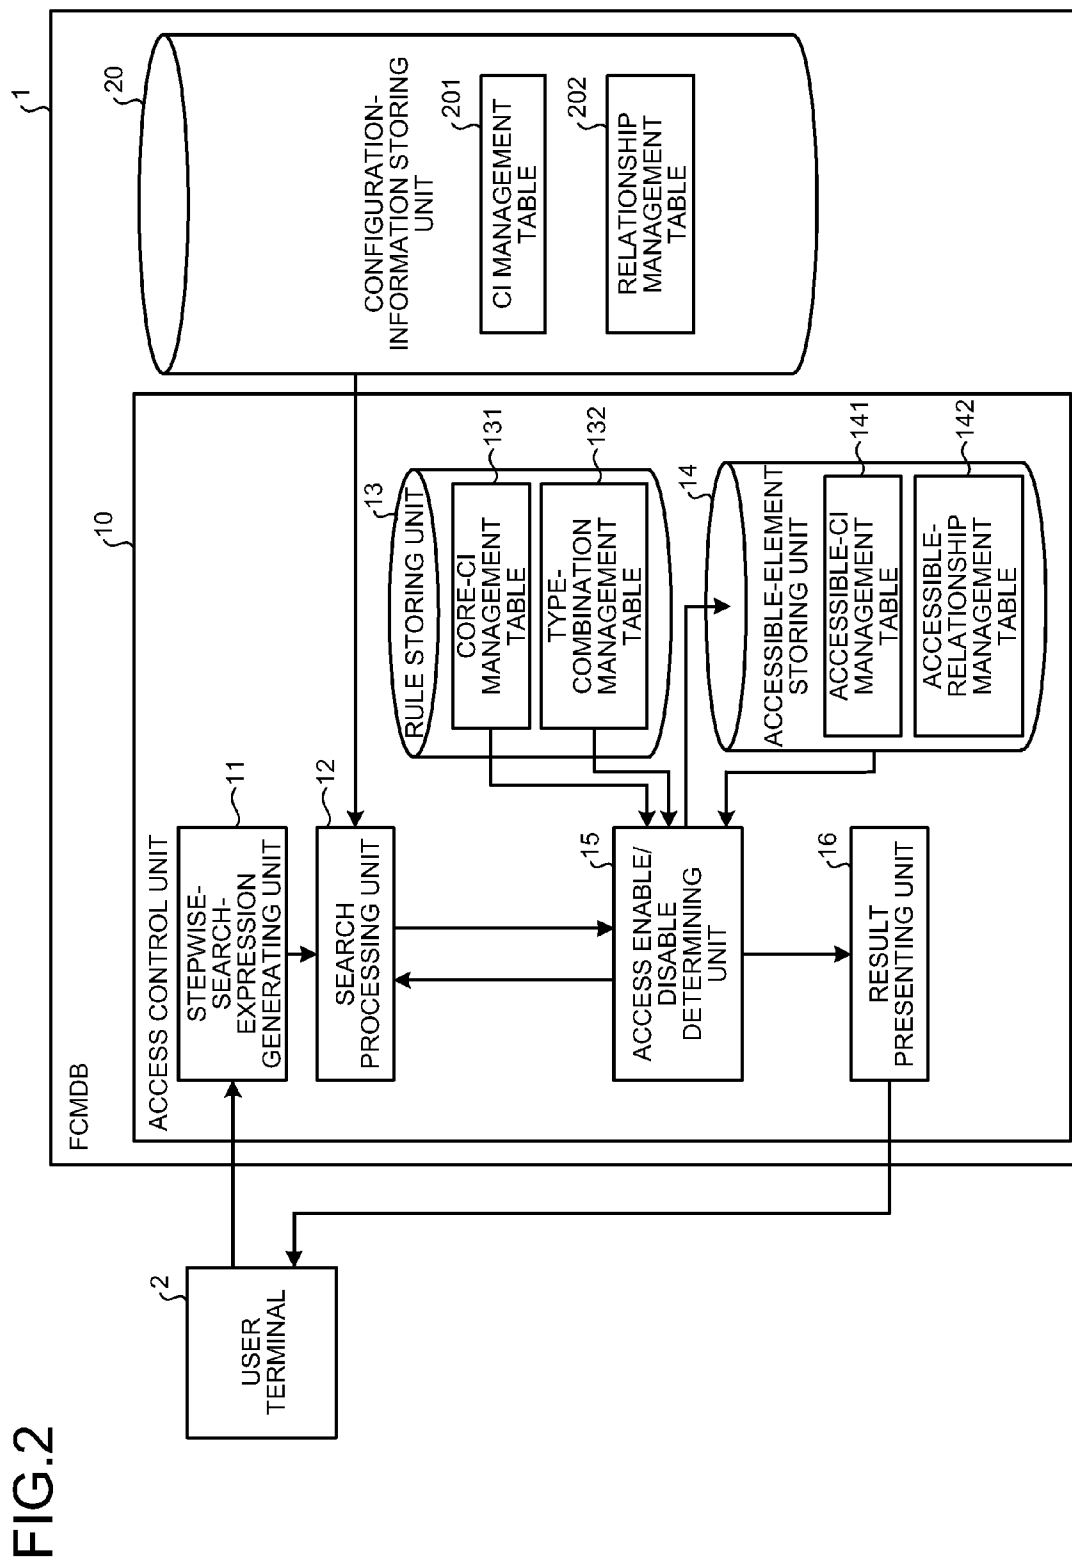 FIG.2
1
FCMDB
2
USER
TERMINAL
10
ACCESS CONTROL UNIT
11
STEPWISE-
SEARCH-
EXPRESSION
GENERATING UNIT
12
SEARCH
PROCESSING UNIT
13
RULE STORING UNIT
131
CORE-CI
MANAGEMENT
TABLE
132
TYPE-
COMBINATION
MANAGEMENT
TABLE
15
ACCESS ENABLE/
DISABLE
DETERMINING
UNIT
14
ACCESSIBLE-ELEMENT
STORING UNIT
141
ACCESSIBLE-CI
MANAGEMENT
TABLE
142
ACCESSIBLE-
RELATIONSHIP
MANAGEMENT
TABLE
16
RESULT
PRESENTING UNIT
20
CONFIGURATION-
INFORMATION STORING
UNIT
201
CI MANAGEMENT
TABLE
202
RELATIONSHIP
MANAGEMENT
TABLE